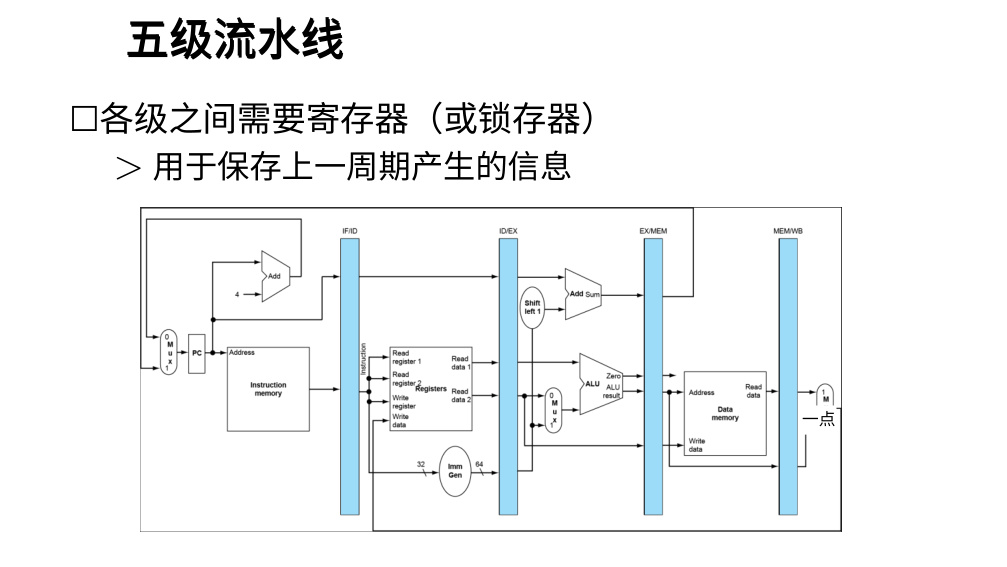 五级流水线
□各级之间需要寄存器（或锁存器）
＞ 用于保存上一周期产生的信息
IF/ID
ID/EX
EX/MEM
MEM/WB
Add
4
Add Sum
Shift
left 1
0
M
u
x
1
PC
Address
Instruction
memory
Instruction
Read
register 1
Read
register 2
Registers
Write
register
Write
data
Read
data 1
Read
data 2
0
M
u
x
1
Zero
ALU
ALU
result
Address
Read
data
Data
memory
Write
data
1
M
一点
32
Imm
Gen
64